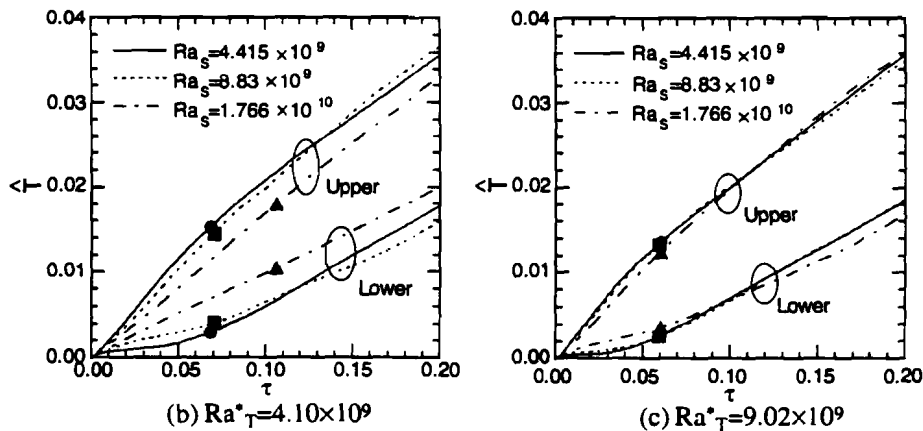 0.04
0.03
0.02
0.01
0.00
T̂
Ra_s=4.415 ×10^9
Ra_s=8.83 ×10^9
Ra_s=1.766 ×10^10
Upper
Lower
0.00 0.05 0.10 0.15 0.20
τ
(b) Ra*_T=4.10×10^9
0.04
0.03
0.02
0.01
0.00
T̂
Ra_s=4.415 ×10^9
Ra_s=8.83 ×10^9
Ra_s=1.766 ×10^10
Upper
Lower
0.00 0.05 0.10 0.15 0.20
τ
(c) Ra*_T=9.02×10^9